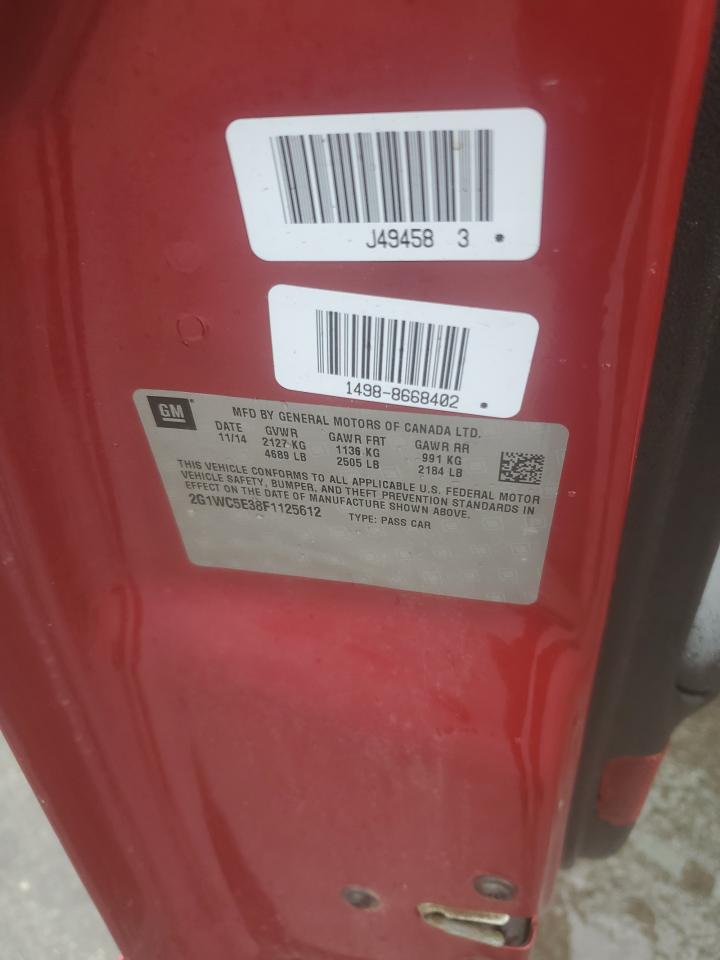 J49458 3
1498-8668402
GM
MFD BY GENERAL MOTORS OF CANADA LTD.
DATE GVWR GAWR FRT GAWR RR
11/14 2127 KG 1136 KG 991 KG
4689 LB 2505 LB 2184 LB
THIS VEHICLE CONFORMS TO ALL APPLICABLE U.S. FEDERAL MOTOR
VEHICLE SAFETY, BUMPER, AND THEFT PREVENTION STANDARDS IN
EFFECT ON THE DATE OF MANUFACTURE SHOWN ABOVE.
2G1WC5E38F1125612 TYPE: PASS CAR